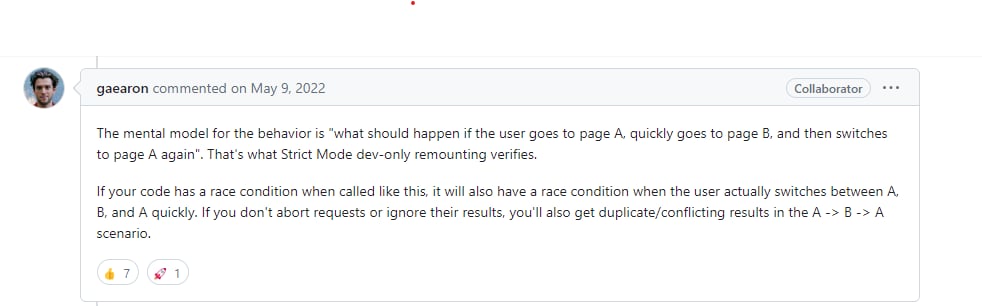 gaearon commented on May 9, 2022
Collaborator
The mental model for the behavior is "what should happen if the user goes to page A, quickly goes to page B, and then switches
to page A again". That's what Strict Mode dev-only remounting verifies.
If your code has a race condition when called like this, it will also have a race condition when the user actually switches between A,
B, and A quickly. If you don't abort requests or ignore their results, you'll also get duplicate/conflicting results in the A -> B -> A
scenario.
👍 7 🚀 1